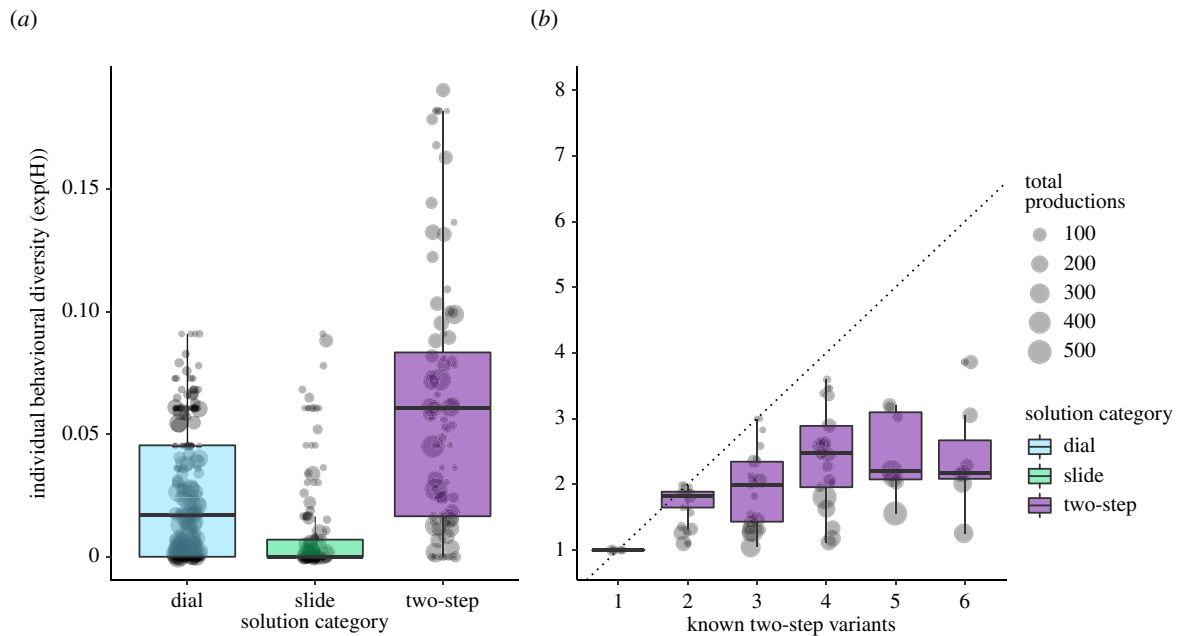 (a)
individual behavioural diversity (exp(H))
0.15
0.10
0.05
0
dial
slide
two-step
solution category
(b)
8
7
6
5
4
3
2
1
1
2
3
4
5
6
known two-step variants
total
productions
100
200
300
400
500
solution category
dial
slide
two-step